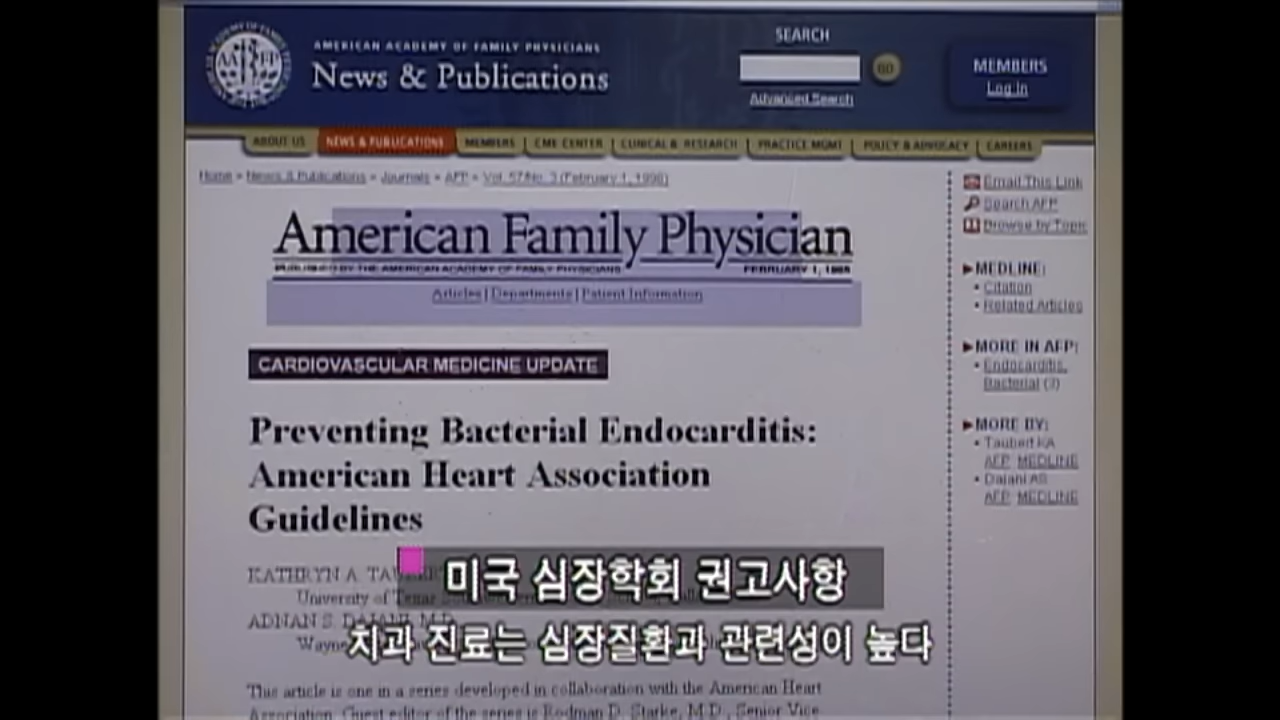 AMERICAN ACADEMY OF FAMILY PHYSICIANS
News & Publications
SEARCH
GO
Advanced Search
MEMBERS
Log In
ABOUT US
NEWS & PUBLICATIONS
MEMBERS
CME CENTER
CLINICAL & RESEARCH
PRACTICE MGMT
POLICY & ADVOCACY
CAREERS
Home » News & Publications » Journals » AFP » Vol. 57/No. 3 (February 1, 1998)
Email This Link
Search AFP
Browse by Topic
American Family Physician
PUBLISHED BY THE AMERICAN ACADEMY OF FAMILY PHYSICIANS
FEBRUARY 1, 1998
Articles | Departments | Patient Information
MEDLINE:
• Citation
• Related Articles
MORE IN AFP:
• Endocarditis,
Bacterial (3)
MORE BY:
• Taubert KA
AFP MEDLINE
• Dajani AS
AFP MEDLINE
CARDIOVASCULAR MEDICINE UPDATE
Preventing Bacterial Endocarditis:
American Heart Association
Guidelines
KATHRYN A.
University of
미국 심장학회 권고사항
ADNAN S. DAJANI, M.D.
Wayne
치과 진료는 심장질환과 관련성이 높다
This article is one in a series developed in collaboration with the American Heart
Association. Guest editor of the series is Rodman D. Starke, M.D., Senior Vice